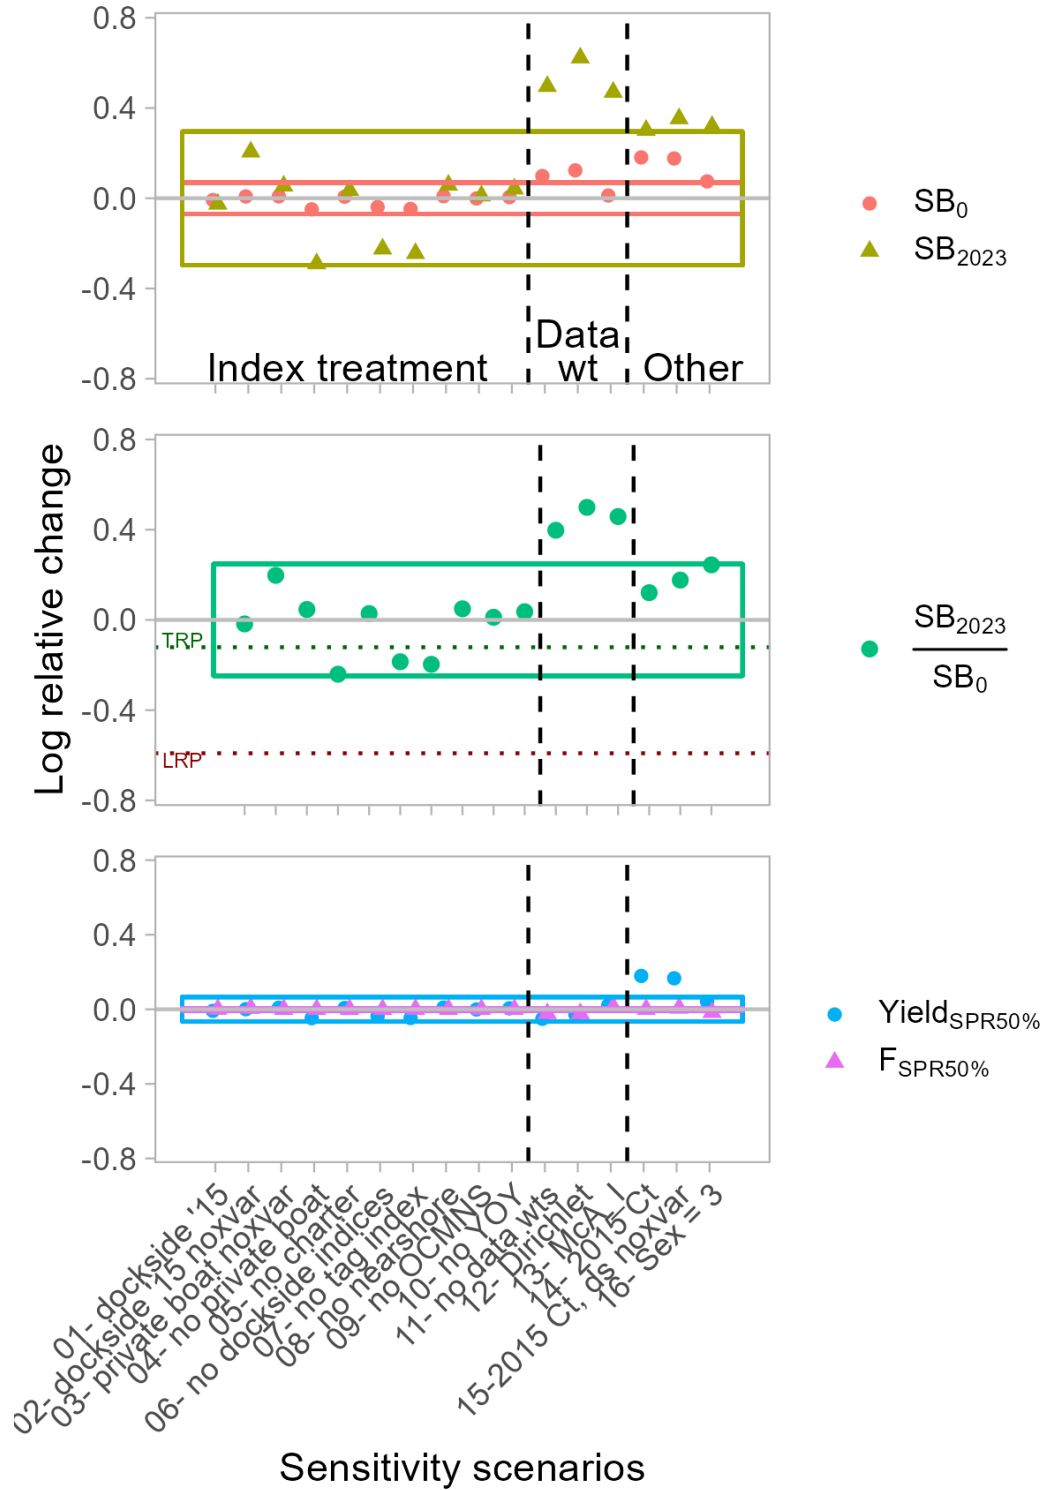 0.8
0.4
0.0
-0.4
-0.8
Index treatment
Data
wt
Other
SB0
SB2023
Log relative change
0.8
0.4
0.0
-0.4
-0.8
TRP
LRP
SB2023
SB0
0.8
0.4
0.0
-0.4
-0.8
YieldSPR50%
FSPR50%
01- dockside '15
02- dockside '15 noxvar
03- private boat noxvar
04- no private boat
05- no charter
06- no dockside indices
07- no tag index
08- no nearshore
09- no OCMNS
10- no YOY
11- no data wts
12- Dirichlet
13- McA_I
14- 2015 Ct
15-2015 Ct, ds noxvar
16- Sex = 3
Sensitivity scenarios